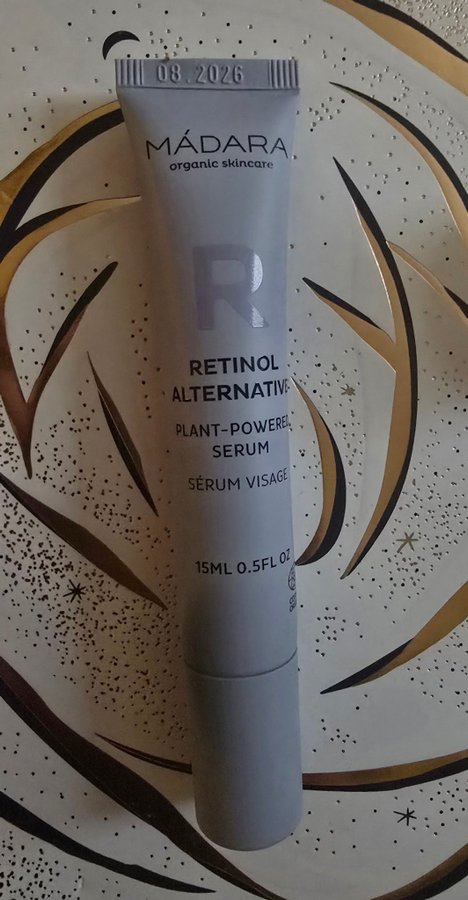 08.2026
MÁDARA
organic skincare
R
RETINOL
ALTERNATIVE
PLANT-POWERED
SERUM
SÉRUM VISAGE
15ML 0.5FL OZ